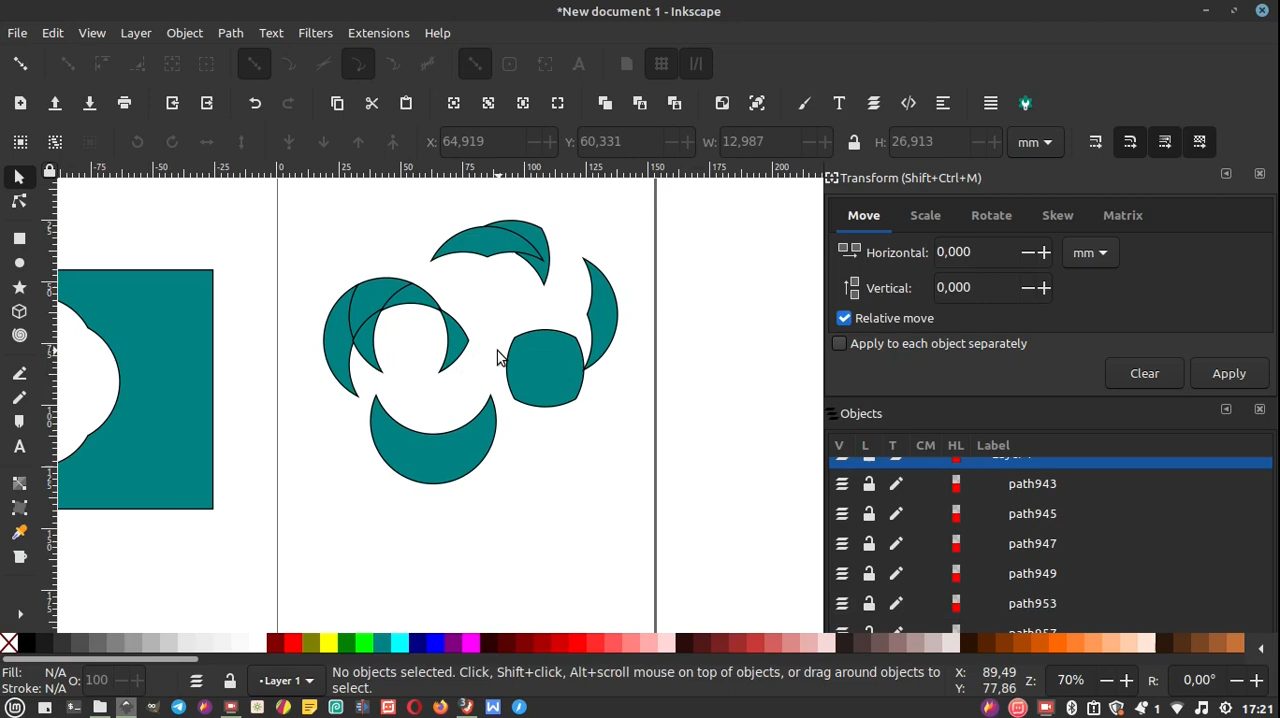 *New document 1 - Inkscape
File Edit View Layer Object Path Text Filters Extensions Help
X: 64,919 Y: 60,331 W: 12,987 H: 26,913 mm
-75 -50 -25 0 25 50 75 100 125 150 175 200
Transform (Shift+Ctrl+M)
Move Scale Rotate Skew Matrix
Horizontal: 0,000 mm
Vertical: 0,000
Relative move
Apply to each object separately
Clear Apply
Objects
V L T CM HL Label
path943
path945
path947
path949
path953
Fill: N/A O: 100 Layer 1 No objects selected. Click, Shift+click, Alt+scroll mouse on top of objects, or drag around objects to X: 89,49 Z: 70% R: 0,00°
Stroke: N/A select. Y: 77,86
1 17:21